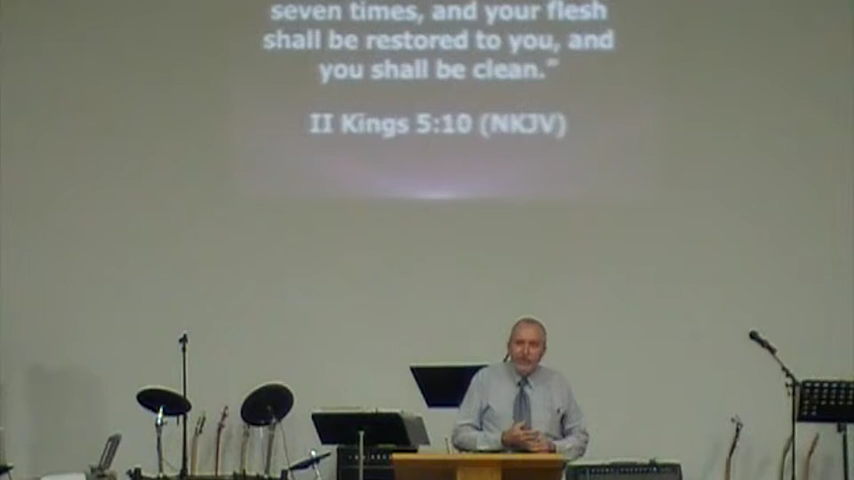 seven times, and your flesh
shall be restored to you, and
you shall be clean."
II Kings 5:10 (NKJV)